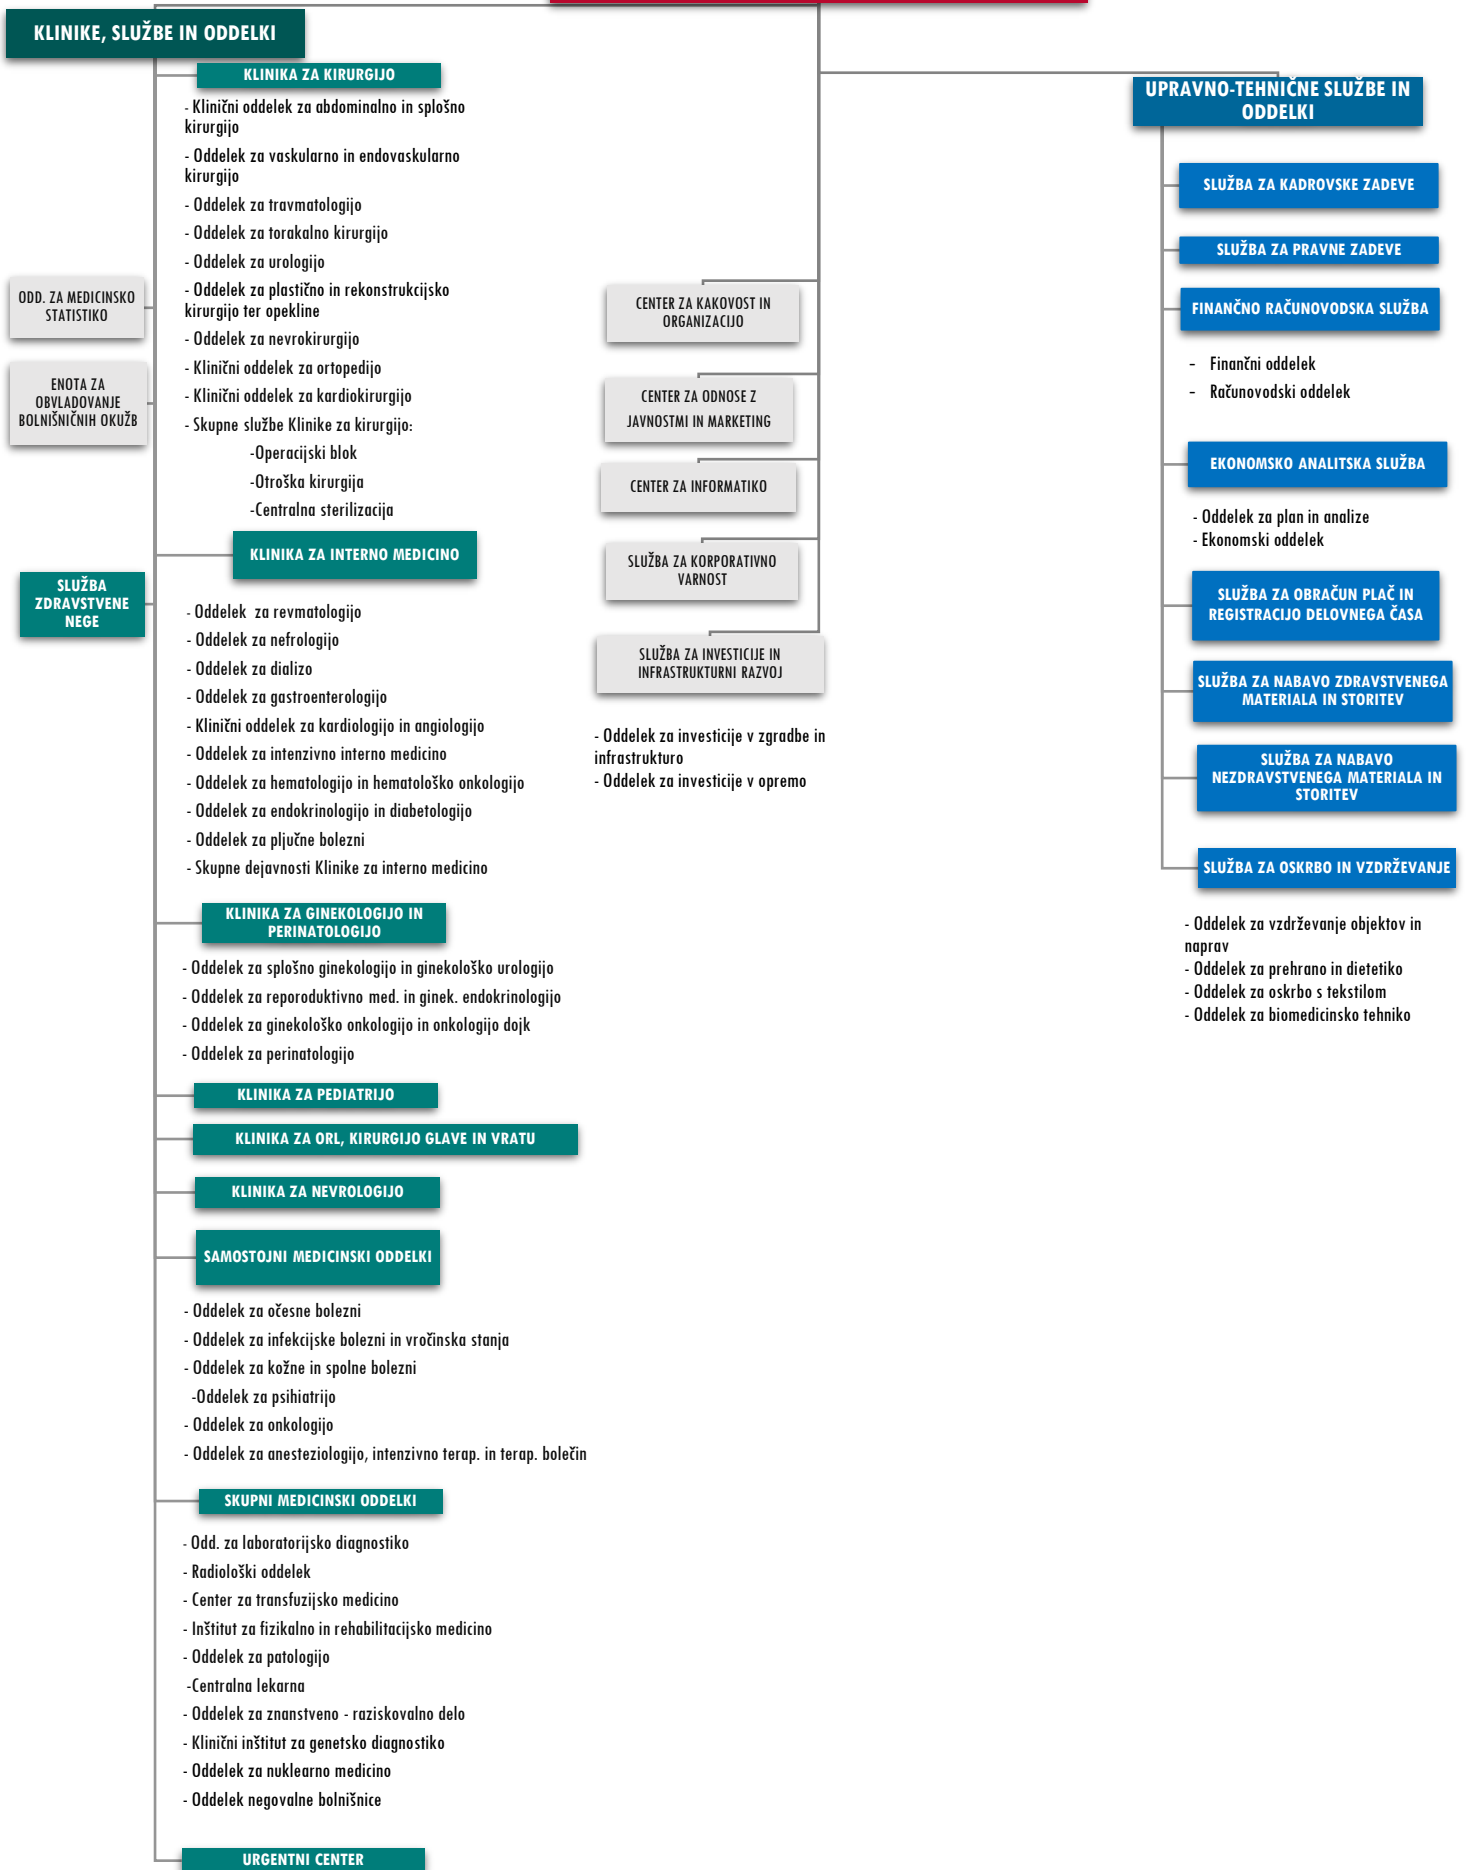 KLINIKE, SLUŽBE IN ODDELKI
KLINIKA ZA KIRURGIJO
- Klinični oddelek za abdominalno in splošno
kirurgijo
- Oddelek za vaskularno in endovaskularno
kirurgijo
- Oddelek za travmatologijo
- Oddelek za torakalno kirurgijo
- Oddelek za urologijo
- Oddelek za plastično in rekonstrukcijsko
kirurgijo ter opekline
- Oddelek za nevrokirurgijo
- Klinični oddelek za ortopedijo
- Klinični oddelek za kardiokirurgijo
- Skupne službe Klinike za kirurgijo:
-Operacijski blok
-Otroška kirurgija
-Centralna sterilizacija
ODD. ZA MEDICINSKO
STATISTIKO
ENOTA ZA
OBVLADOVANJE
BOLNIŠNIČNIH OKUŽB
SLUŽBA
ZDRAVSTVENE
NEGE
KLINIKA ZA INTERNO MEDICINO
- Oddelek  za revmatologijo
- Oddelek za nefrologijo
- Oddelek za dializo
- Oddelek za gastroenterologijo
- Klinični oddelek za kardiologijo in angiologijo
- Oddelek za intenzivno interno medicino
- Oddelek za hematologijo in hematološko onkologijo
- Oddelek za endokrinologijo in diabetologijo
- Oddelek za pljučne bolezni
- Skupne dejavnosti Klinike za interno medicino
KLINIKA ZA GINEKOLOGIJO IN
PERINATOLOGIJO
- Oddelek za splošno ginekologijo in ginekološko urologijo
- Oddelek za reporoduktivno med. in ginek. endokrinologijo
- Oddelek za ginekološko onkologijo in onkologijo dojk
- Oddelek za perinatologijo
KLINIKA ZA PEDIATRIJO
KLINIKA ZA ORL, KIRURGIJO GLAVE IN VRATU
KLINIKA ZA NEVROLOGIJO
SAMOSTOJNI MEDICINSKI ODDELKI
- Oddelek za očesne bolezni
- Oddelek za infekcijske bolezni in vročinska stanja
- Oddelek za kožne in spolne bolezni
-Oddelek za psihiatrijo
- Oddelek za onkologijo
- Oddelek za anesteziologijo, intenzivno terap. in terap. bolečin
SKUPNI MEDICINSKI ODDELKI
- Odd. za laboratorijsko diagnostiko
- Radiološki oddelek
- Center za transfuzijsko medicino
- Inštitut za fizikalno in rehabilitacijsko medicino
- Oddelek za patologijo
-Centralna lekarna
- Oddelek za znanstveno - raziskovalno delo
- Klinični inštitut za genetsko diagnostiko
- Oddelek za nuklearno medicino
- Oddelek negovalne bolnišnice
URGENTNI CENTER
CENTER ZA KAKOVOST IN
ORGANIZACIJO
CENTER ZA ODNOSE Z
JAVNOSTMI IN MARKETING
CENTER ZA INFORMATIKO
SLUŽBA ZA KORPORATIVNO
VARNOST
SLUŽBA ZA INVESTICIJE IN
INFRASTRUKTURNI RAZVOJ
- Oddelek za investicije v zgradbe in
infrastrukturo
- Oddelek za investicije v opremo
UPRAVNO-TEHNIČNE SLUŽBE IN
ODDELKI
SLUŽBA ZA KADROVSKE ZADEVE
SLUŽBA ZA PRAVNE ZADEVE
FINANČNO RAČUNOVODSKA SLUŽBA
- Finančni oddelek
- Računovodski oddelek
EKONOMSKO ANALITSKA SLUŽBA
- Oddelek za plan in analize
- Ekonomski oddelek
SLUŽBA ZA OBRAČUN PLAČ IN
REGISTRACIJO DELOVNEGA ČASA
SLUŽBA ZA NABAVO ZDRAVSTVENEGA
MATERIALA IN STORITEV
SLUŽBA ZA NABAVO
NEZDRAVSTVENEGA MATERIALA IN
STORITEV
SLUŽBA ZA OSKRBO IN VZDRŽEVANJE
- Oddelek za vzdrževanje objektov in
naprav
- Oddelek za prehrano in dietetiko
- Oddelek za oskrbo s tekstilom
- Oddelek za biomedicinsko tehniko